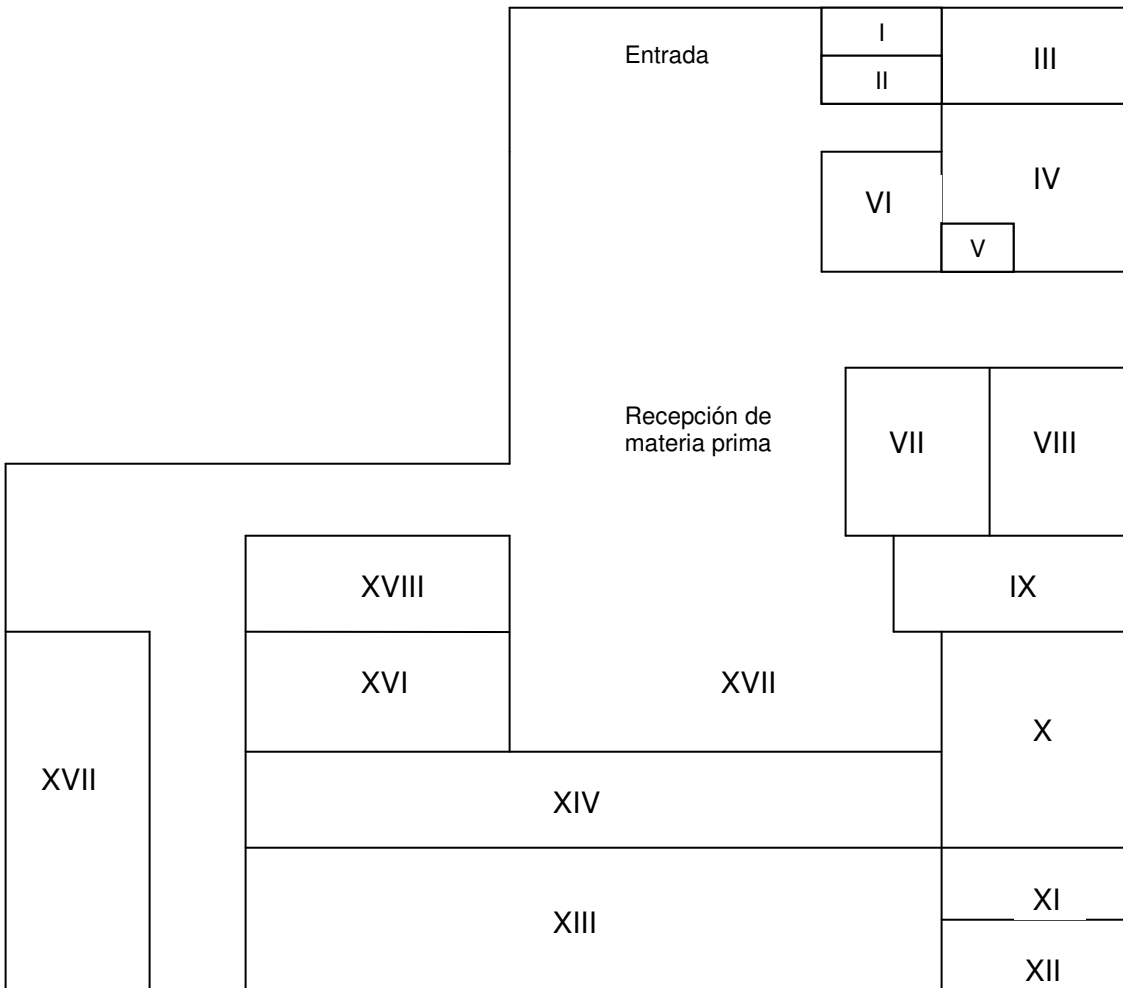 I
Entrada
III
II
IV
VI
V
Recepción de
materia prima
VII
VIII
XVIII
IX
XVI
XVII
X
XVII
XIV
XI
XIII
XII